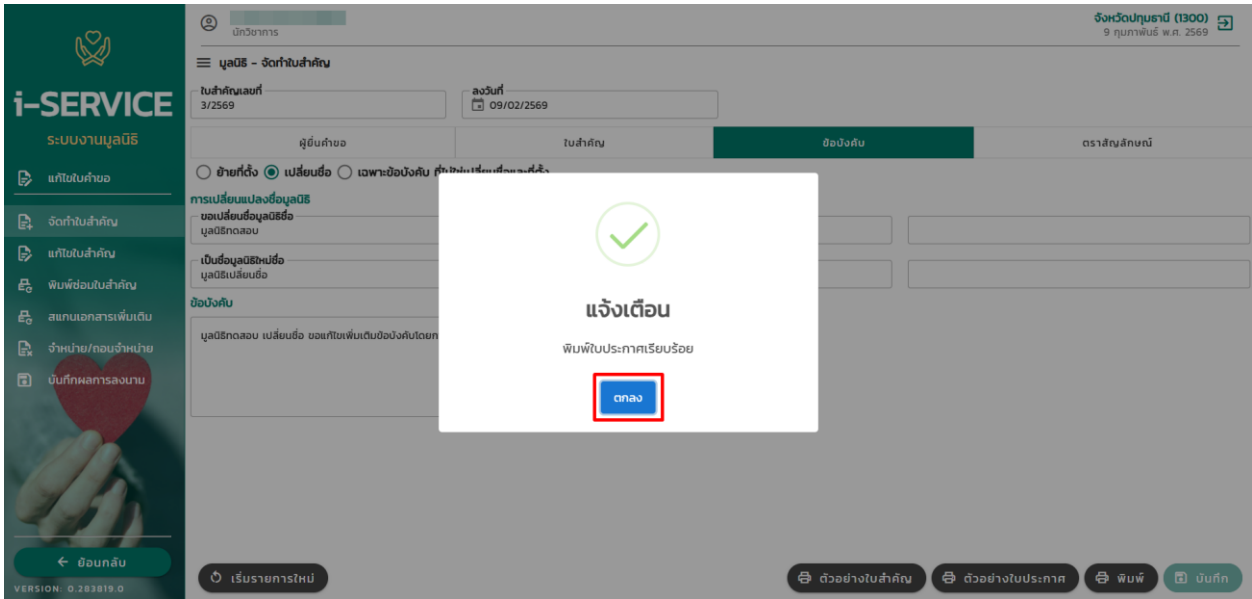 นักวิชาการ
จังหวัดปทุมธานี (1300)
9 กุมภาพันธ์ พ.ศ. 2569
i-SERVICE
ระบบงานมูลนิธิ
แก้ไขใบคำขอ
จัดทำใบสำคัญ
แก้ไขใบสำคัญ
พิมพ์ซ่อมใบสำคัญ
สแกนเอกสารเพิ่มเติม
จำหน่าย/ถอนจำหน่าย
บันทึกผลการลงนาม
ย้อนกลับ
VERSION: 0.283819.0
มูลนิธิ - จัดทำใบสำคัญ
ใบสำคัญเลขที่
3/2569
ลงวันที่
09/02/2569
ผู้ยื่นคำขอ
ใบสำคัญ
ข้อบังคับ
ตราสัญลักษณ์
ย้ายที่ตั้ง เปลี่ยนชื่อ เฉพาะข้อบังคับ ที่ไม่ใช่เปลี่ยนชื่อและที่ตั้ง
การเปลี่ยนแปลงชื่อมูลนิธิ
ขอเปลี่ยนชื่อมูลนิธิชื่อ
มูลนิธิทดสอบ
เป็นชื่อมูลนิธิใหม่ชื่อ
มูลนิธิเปลี่ยนชื่อ
ข้อบังคับ
มูลนิธิทดสอบ เปลี่ยนชื่อ ขอแก้ไขเพิ่มเติมข้อบังคับโดยก
แจ้งเตือน
พิมพ์ใบประกาศเรียบร้อย
ตกลง
เริ่มรายการใหม่
ตัวอย่างใบสำคัญ
ตัวอย่างใบประกาศ
พิมพ์
บันทึก